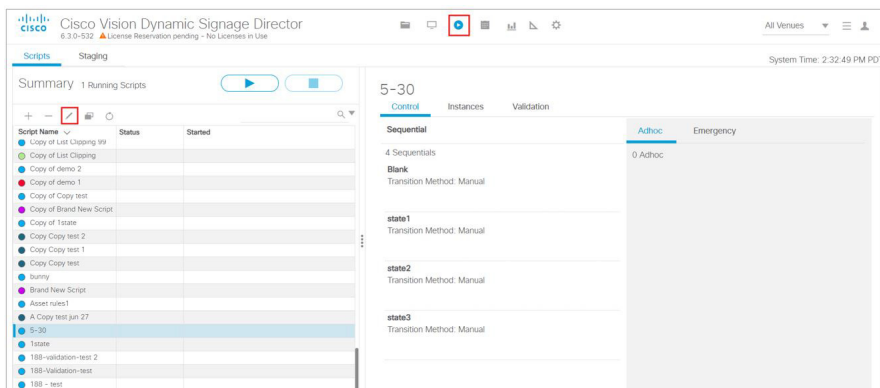 CISCO
Cisco Vision Dynamic Signage Director
6.3.0-532 License Reservation pending - No Licenses in Use
All Venues
Scripts Staging
System Time: 2:32:49 PM PDT
Summary 1 Running Scripts
Script Name Status Started
Copy of List Clipping 99
Copy of List Clipping
Copy of demo 2
Copy of demo 1
Copy of Copy test
Copy of Brand New Script
Copy of 1state
Copy Copy test 2
Copy Copy test 1
Copy Copy test
bunny
Brand New Script
Asset rules1
A Copy test jun 27
5-30
1state
188-validation-test 2
188-Validation-test
188 - test
5-30
Control Instances Validation
Sequential
4 Sequentials
Blank
Transition Method: Manual
state1
Transition Method: Manual
state2
Transition Method: Manual
state3
Transition Method: Manual
Adhoc Emergency
0 Adhoc